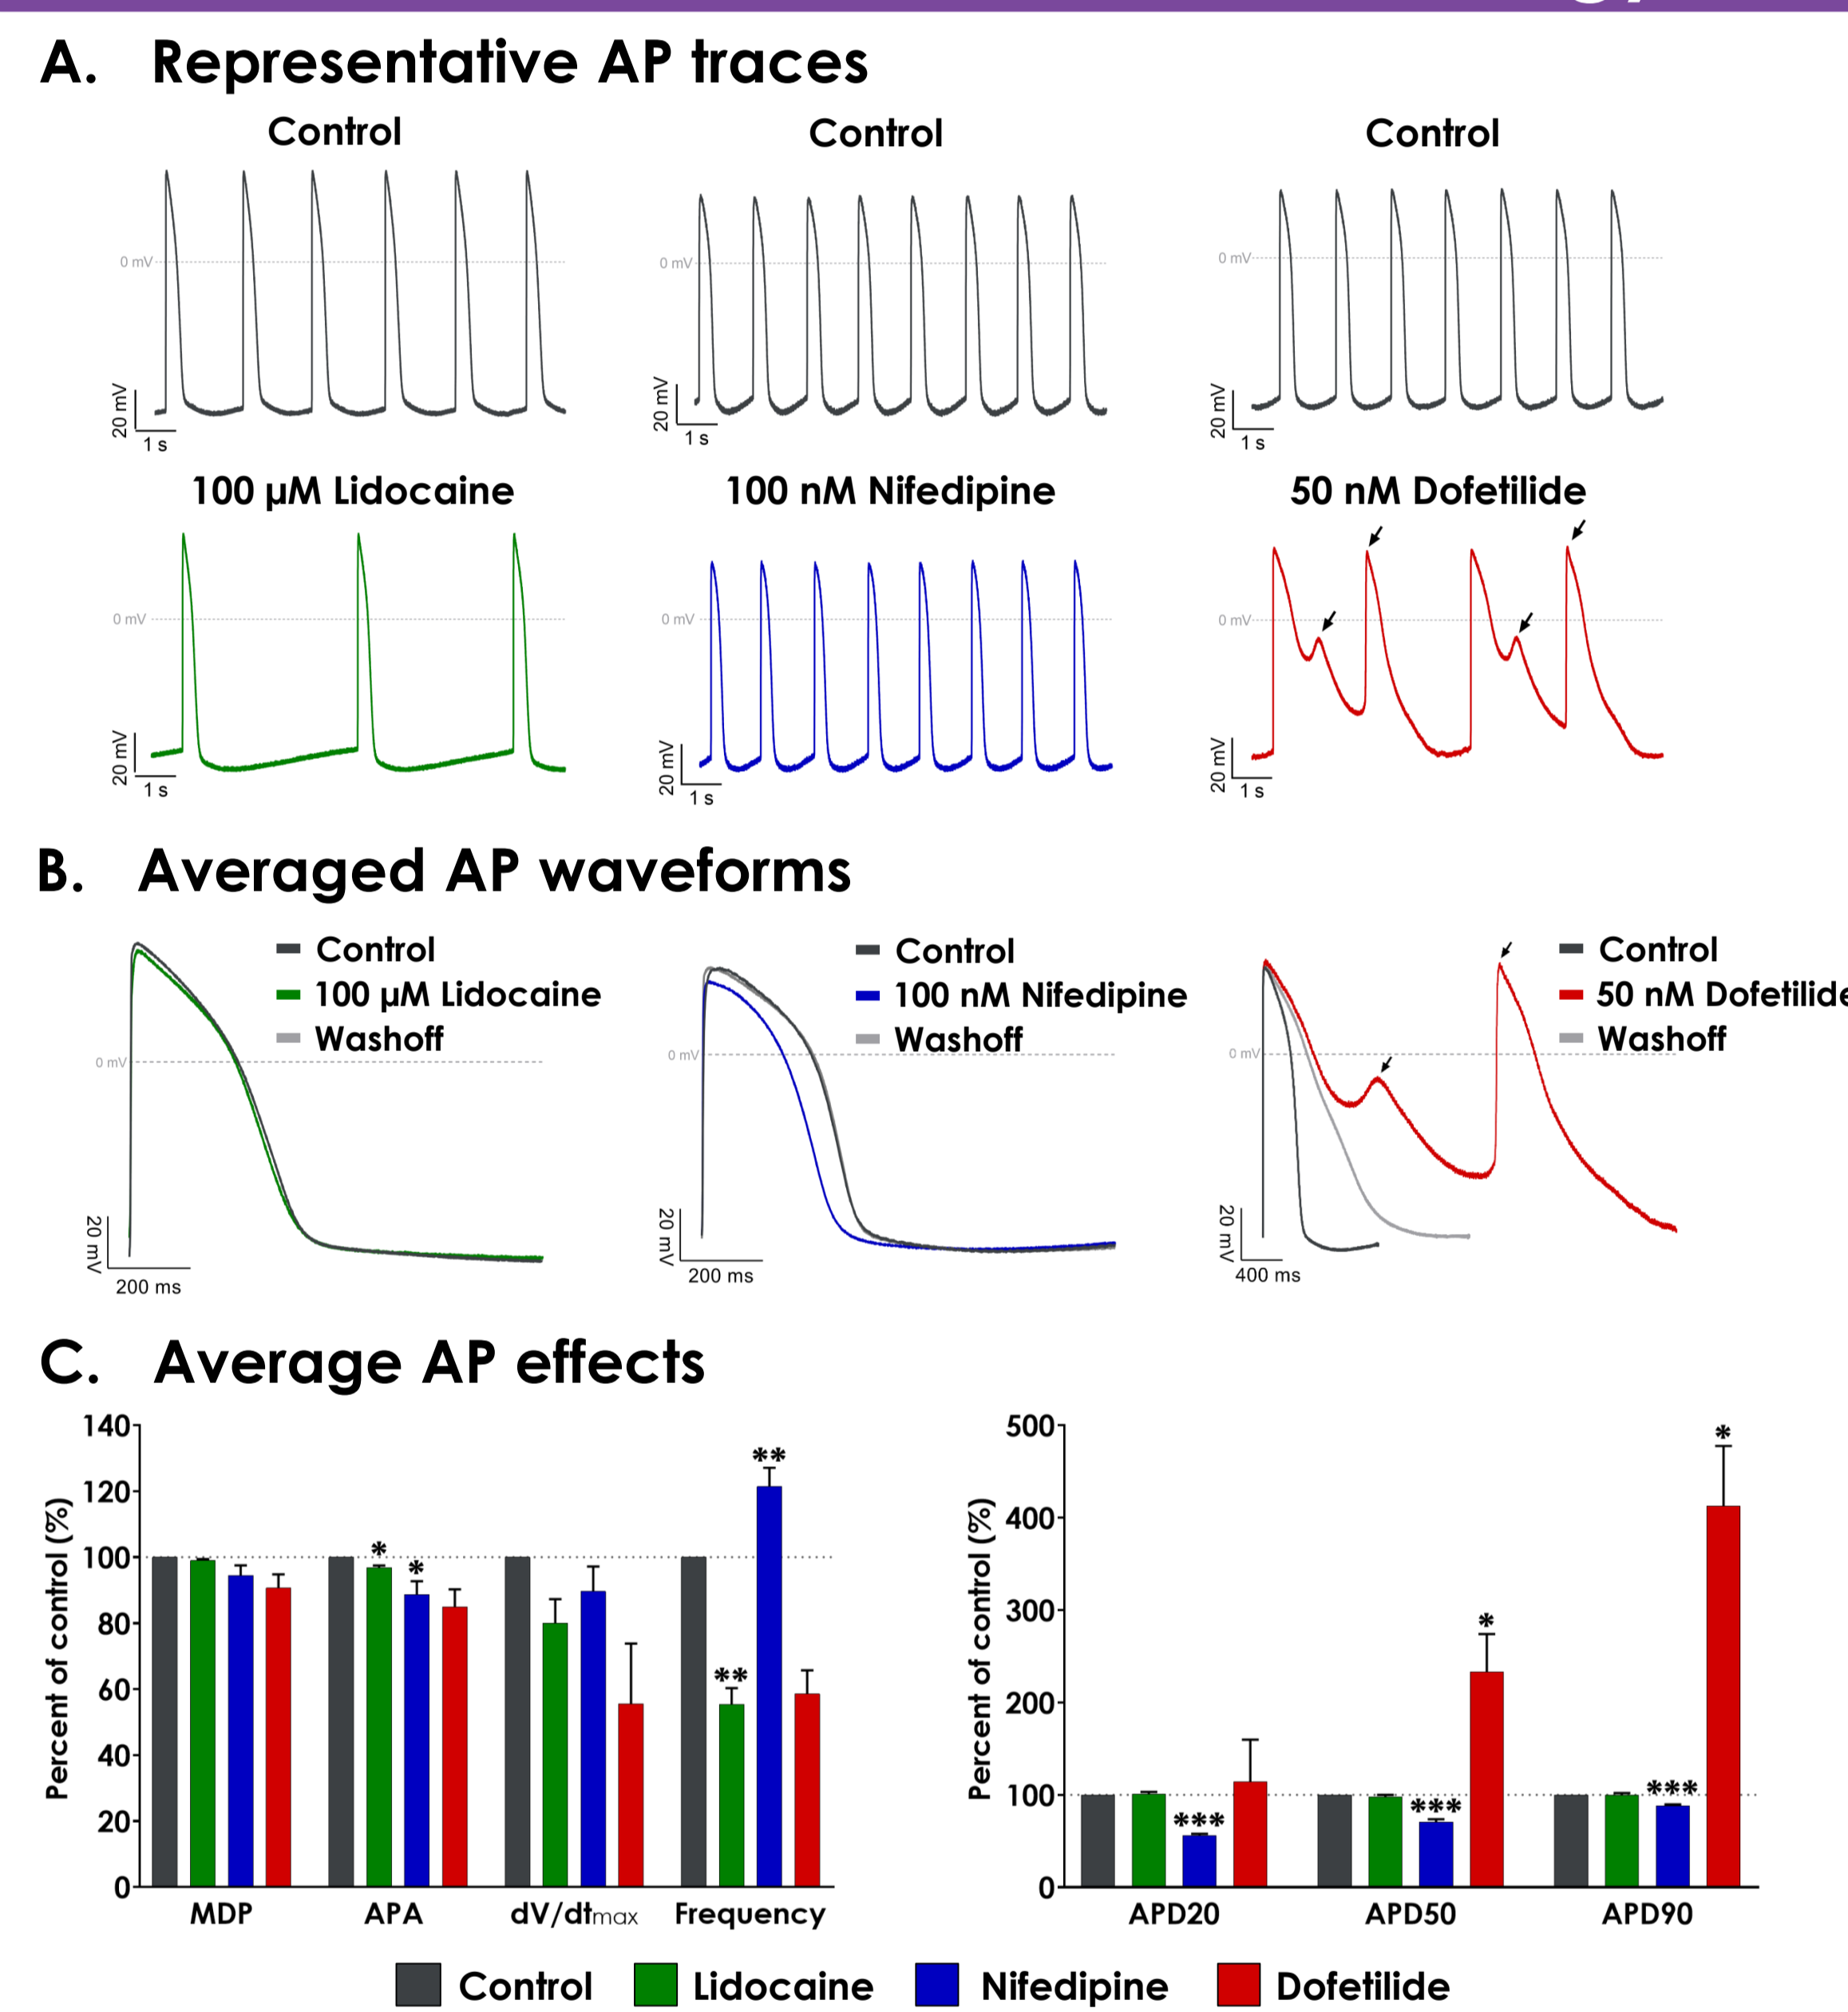 A. Representative AP traces
Control
Control
Control
0 mV
0 mV
0 mV
20 mV
1 s
20 mV
1 s
20 mV
1 s
100 µM Lidocaine
100 nM Nifedipine
50 nM Dofetilide
0 mV
0 mV
0 mV
20 mV
1 s
20 mV
1 s
20 mV
1 s
B. Averaged AP waveforms
Control
100 µM Lidocaine
Washoff
0 mV
20 mV
200 ms
Control
100 nM Nifedipine
Washoff
0 mV
20 mV
200 ms
Control
50 nM Dofetilide
Washoff
0 mV
20 mV
400 ms
C. Average AP effects
Percent of control (%)
140
120
100
80
60
40
20
0
*
*
**
**
MDP
APA
dV/dtmax
Frequency
Percent of control (%)
500
400
300
200
100
0
***
***
*
***
*
APD20
APD50
APD90
Control
Lidocaine
Nifedipine
Dofetilide